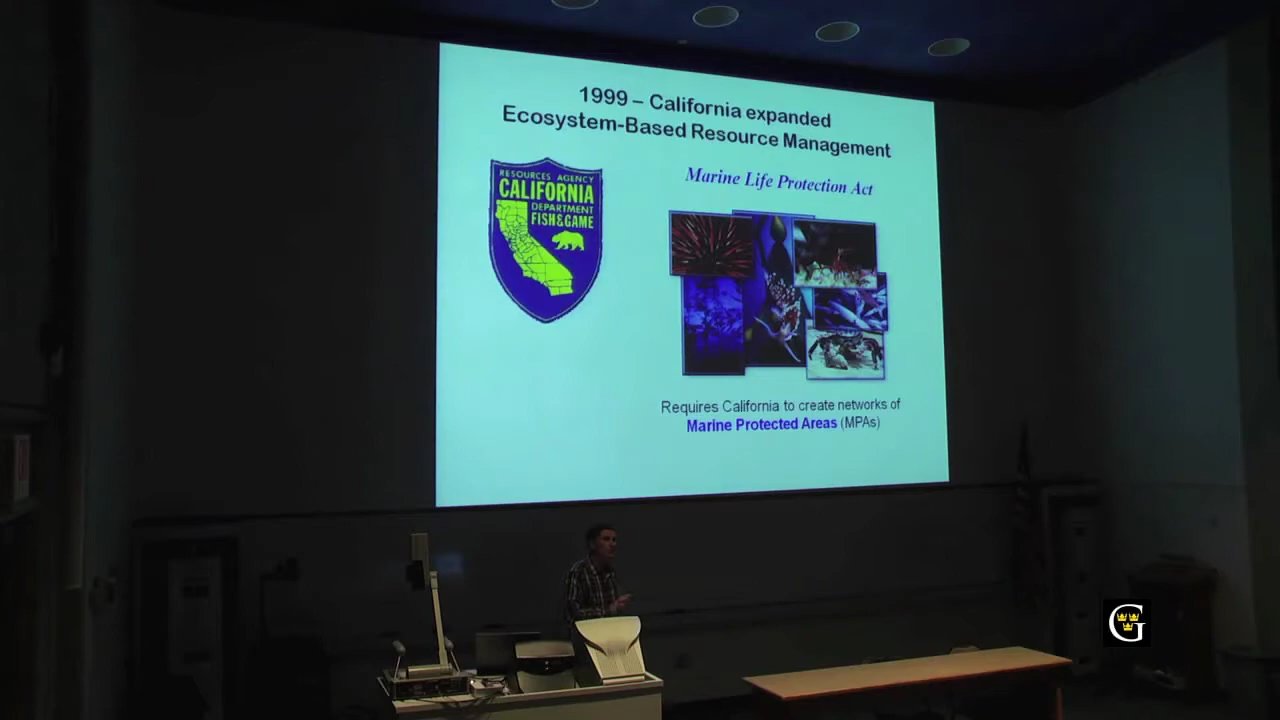 1999 – California expanded
Ecosystem-Based Resource Management
RESOURCES AGENCY
CALIFORNIA
DEPARTMENT
FISH&GAME
Marine Life Protection Act
Requires California to create networks of
Marine Protected Areas (MPAs)
G